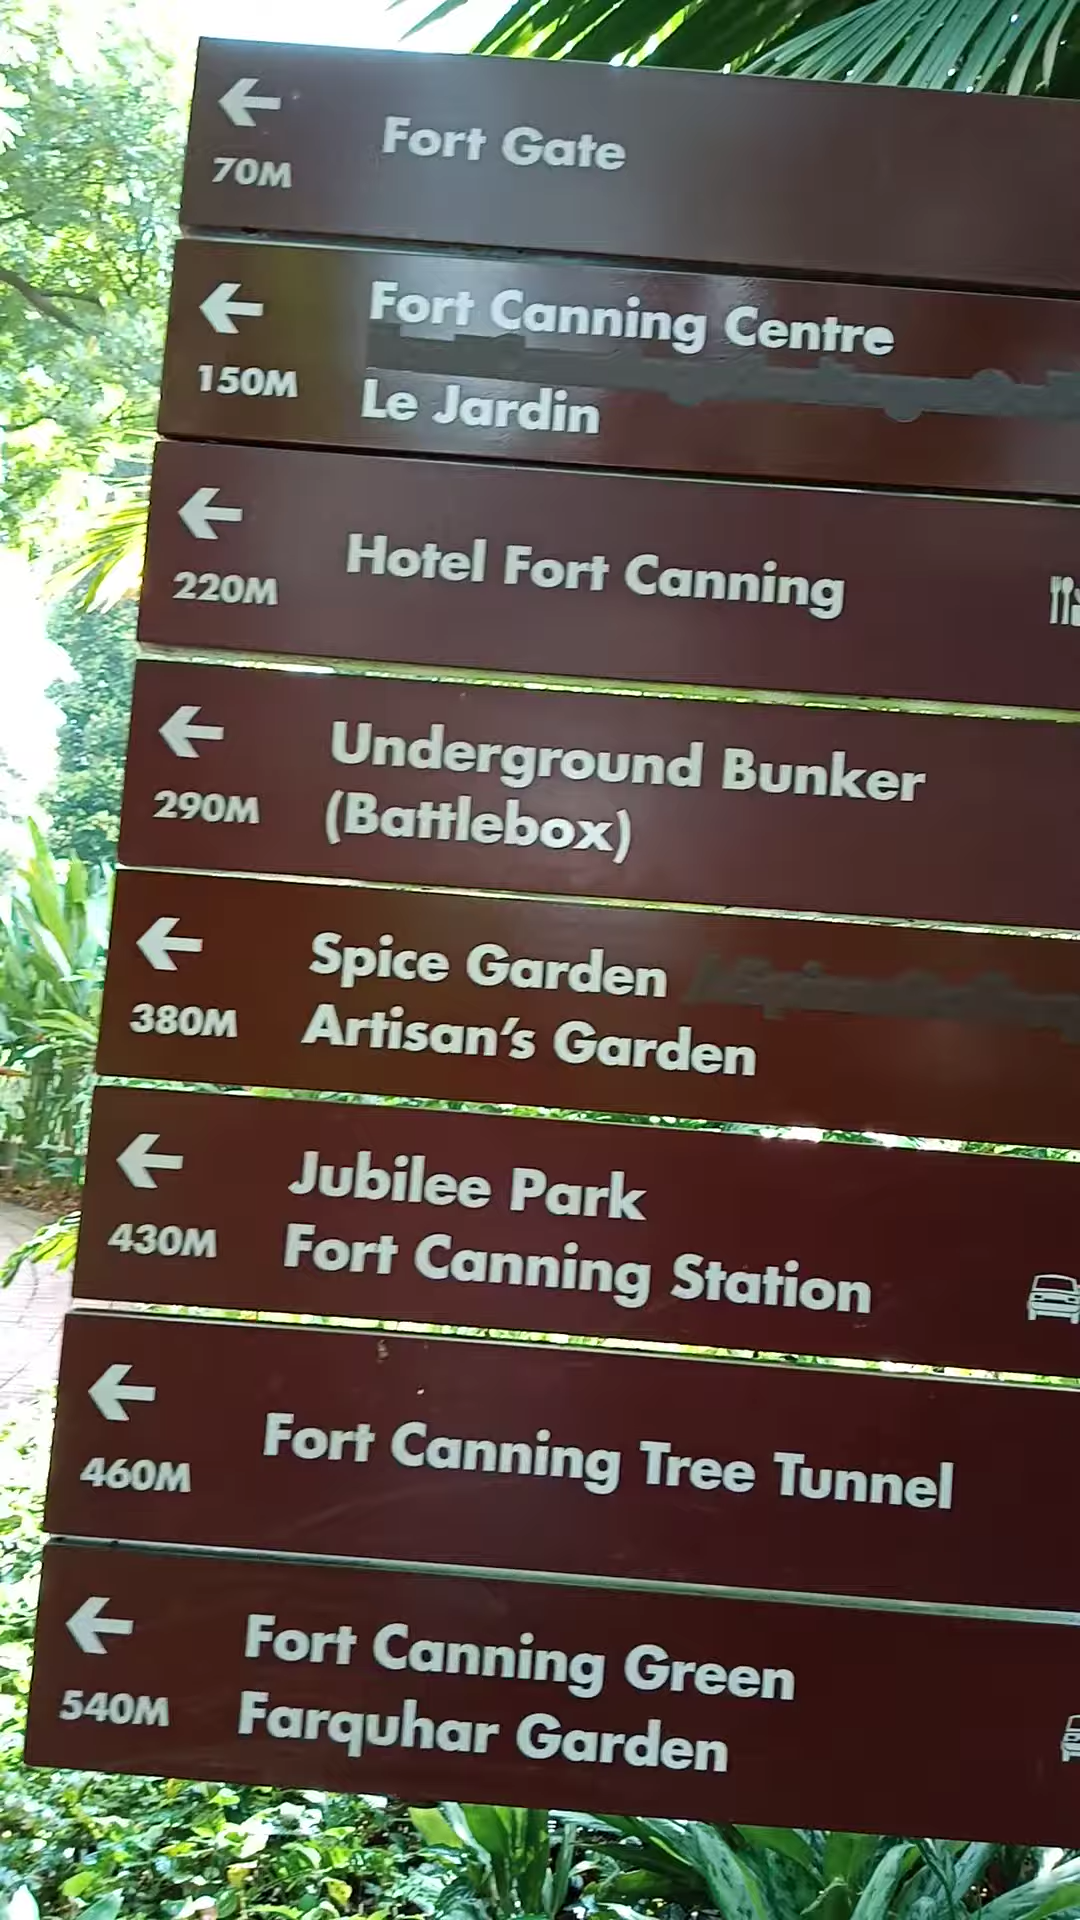 Fort Gate
70M
Fort Canning Centre
Le Jardin
150M
Hotel Fort Canning
220M
Underground Bunker
(Battlebox)
290M
Spice Garden
Artisan's Garden
380M
Jubilee Park
Fort Canning Station
430M
Fort Canning Tree Tunnel
460M
Fort Canning Green
Farquhar Garden
540M